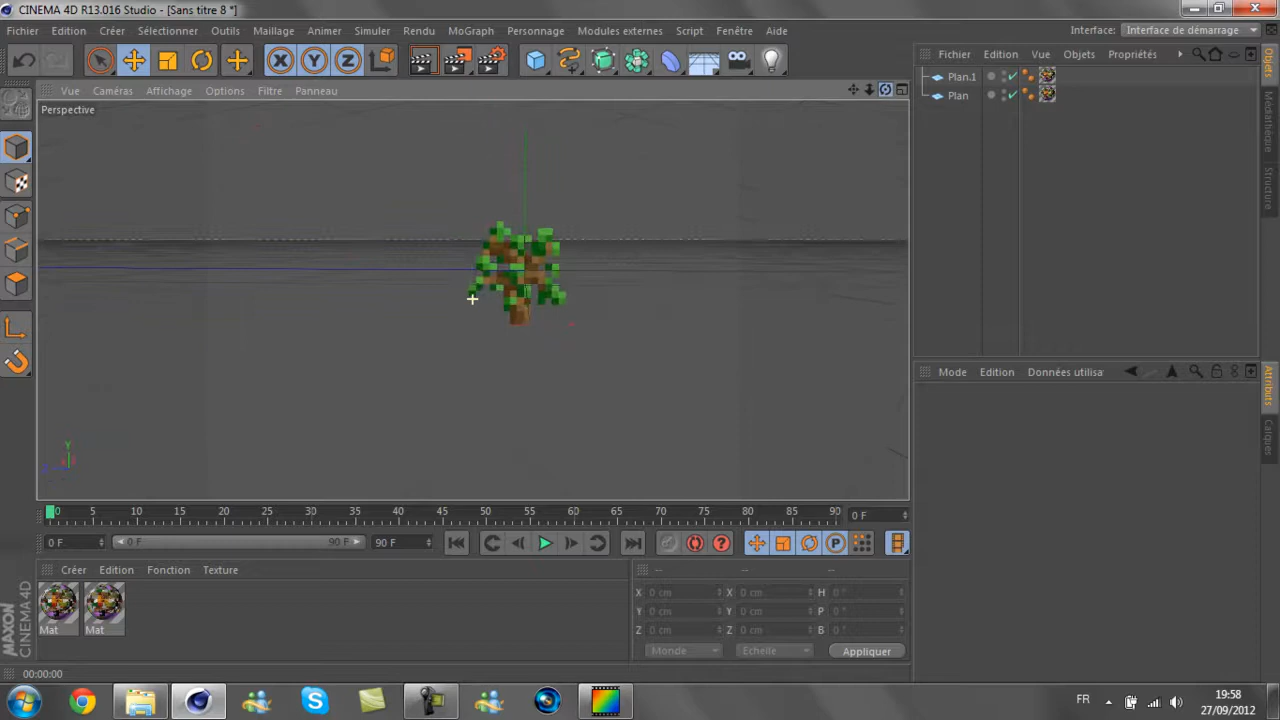 CINEMA 4D R13.016 Studio - [Sans titre 8 *]
Fichier Edition Créer Sélectionner Outils Maillage Animer Simuler Rendu MoGraph Personnage Modules externes Script Fenêtre Aide Interface: Interface de démarrage
Fichier Edition Vue Objets Propriétés
Objets
Médiathèque
Structure
Plan.1
Plan
Vue Caméras Affichage Options Filtre Panneau
Perspective
Y
Mode Edition Données utilisa
Attributs
Calques
0 5 10 15 20 25 30 35 40 45 50 55 60 65 70 75 80 85 90 0 F
0 F 0 F 90 F 90 F
Créer Edition Fonction Texture
Mat Mat
-- -- --
X 0 cm X 0 cm H 0 °
Y 0 cm Y 0 cm P 0 °
Z 0 cm Z 0 cm B 0 °
Monde Echelle Appliquer
MAXON CINEMA 4D
00:00:00
FR 19:58
27/09/2012